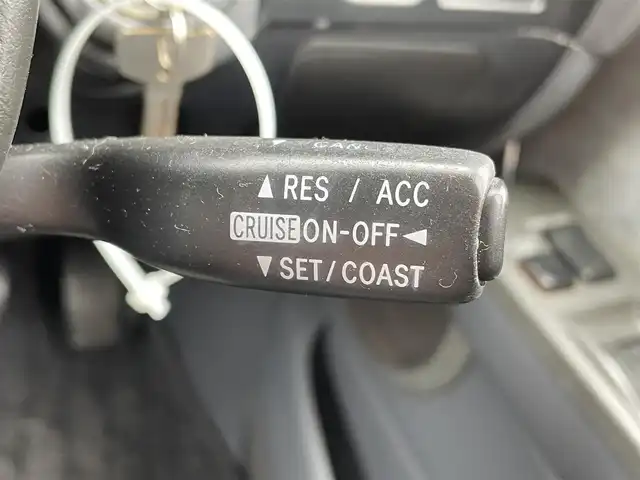 ▲ RES / ACC
CRUISE ON-OFF ◄
▼ SET/COAST